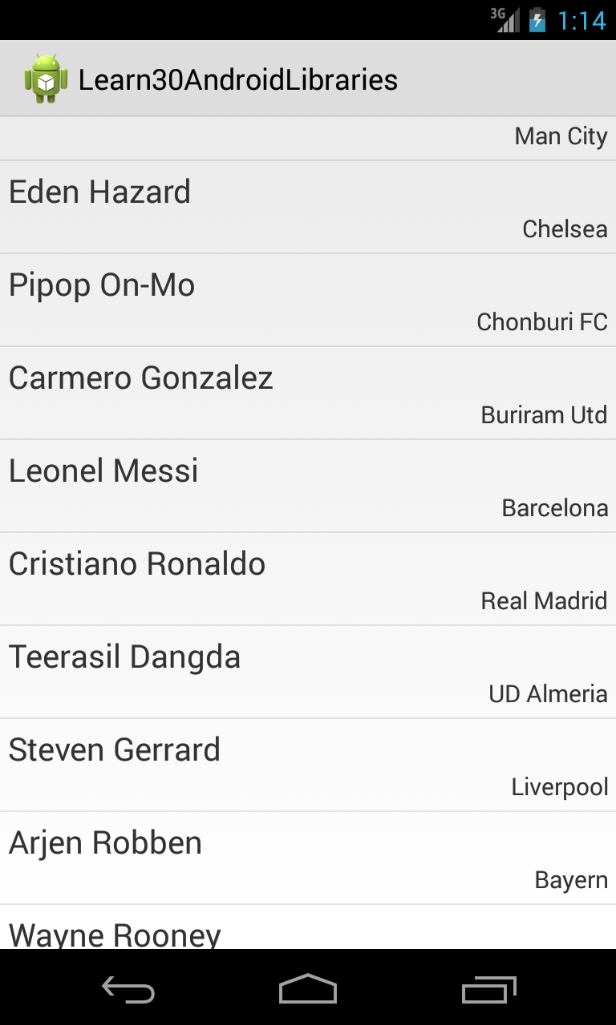 3G 1:14
Learn30AndroidLibraries
Man City
Eden Hazard
Chelsea
Pipop On-Mo
Chonburi FC
Carmero Gonzalez
Buriram Utd
Leonel Messi
Barcelona
Cristiano Ronaldo
Real Madrid
Teerasil Dangda
UD Almeria
Steven Gerrard
Liverpool
Arjen Robben
Bayern
Wayne Rooney